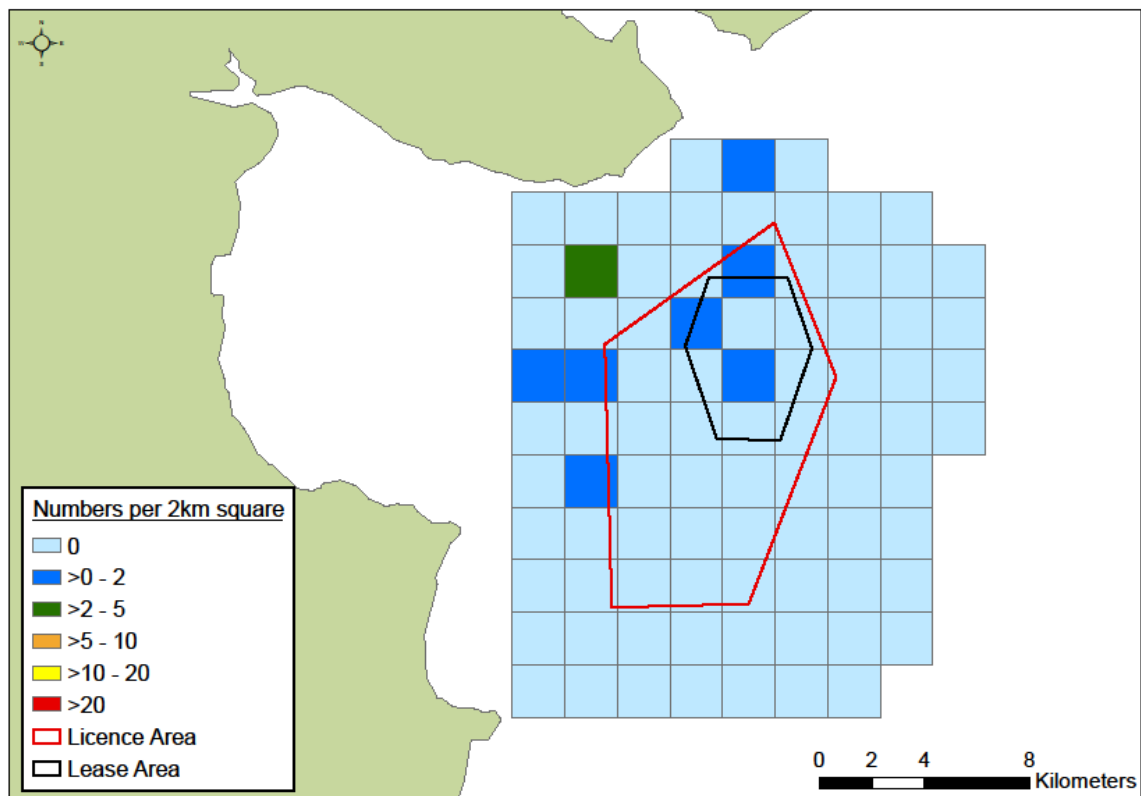 N
E
S
Numbers per 2km square
0
>0 - 2
>2 - 5
>5 - 10
>10 - 20
>20
Licence Area
Lease Area
0 2 4 8
Kilometers